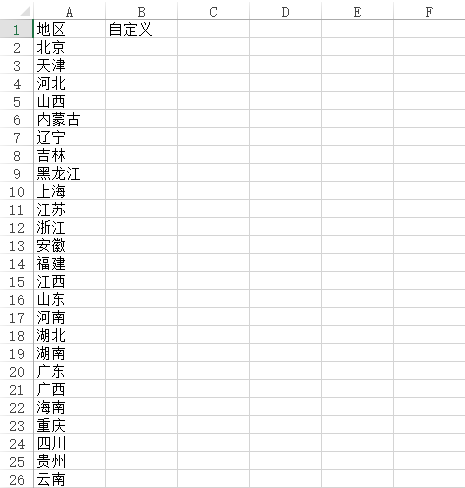 A B C D E F
1 地区 自定义
2 北京
3 天津
4 河北
5 山西
6 内蒙古
7 辽宁
8 吉林
9 黑龙江
10 上海
11 江苏
12 浙江
13 安徽
14 福建
15 江西
16 山东
17 河南
18 湖北
19 湖南
20 广东
21 广西
22 海南
23 重庆
24 四川
25 贵州
26 云南